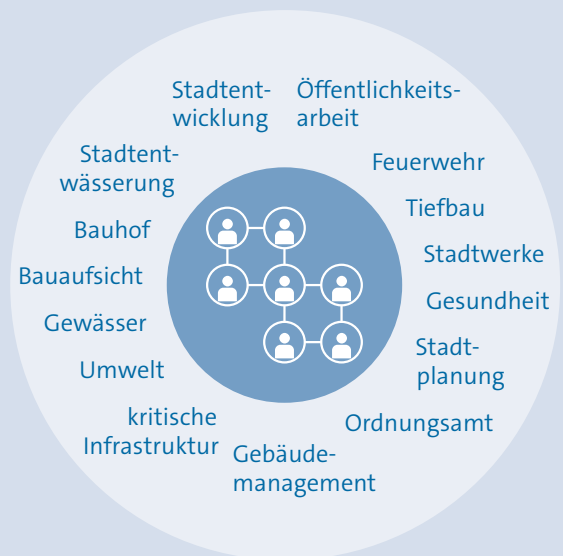 Stadtent-
wicklung
Öffentlichkeits-
arbeit
Feuerwehr
Tiefbau
Stadtwerke
Gesundheit
Stadt-
planung
Ordnungsamt
Gebäude-
management
kritische
Infrastruktur
Umwelt
Gewässer
Bauaufsicht
Bauhof
Stadtent-
wässerung